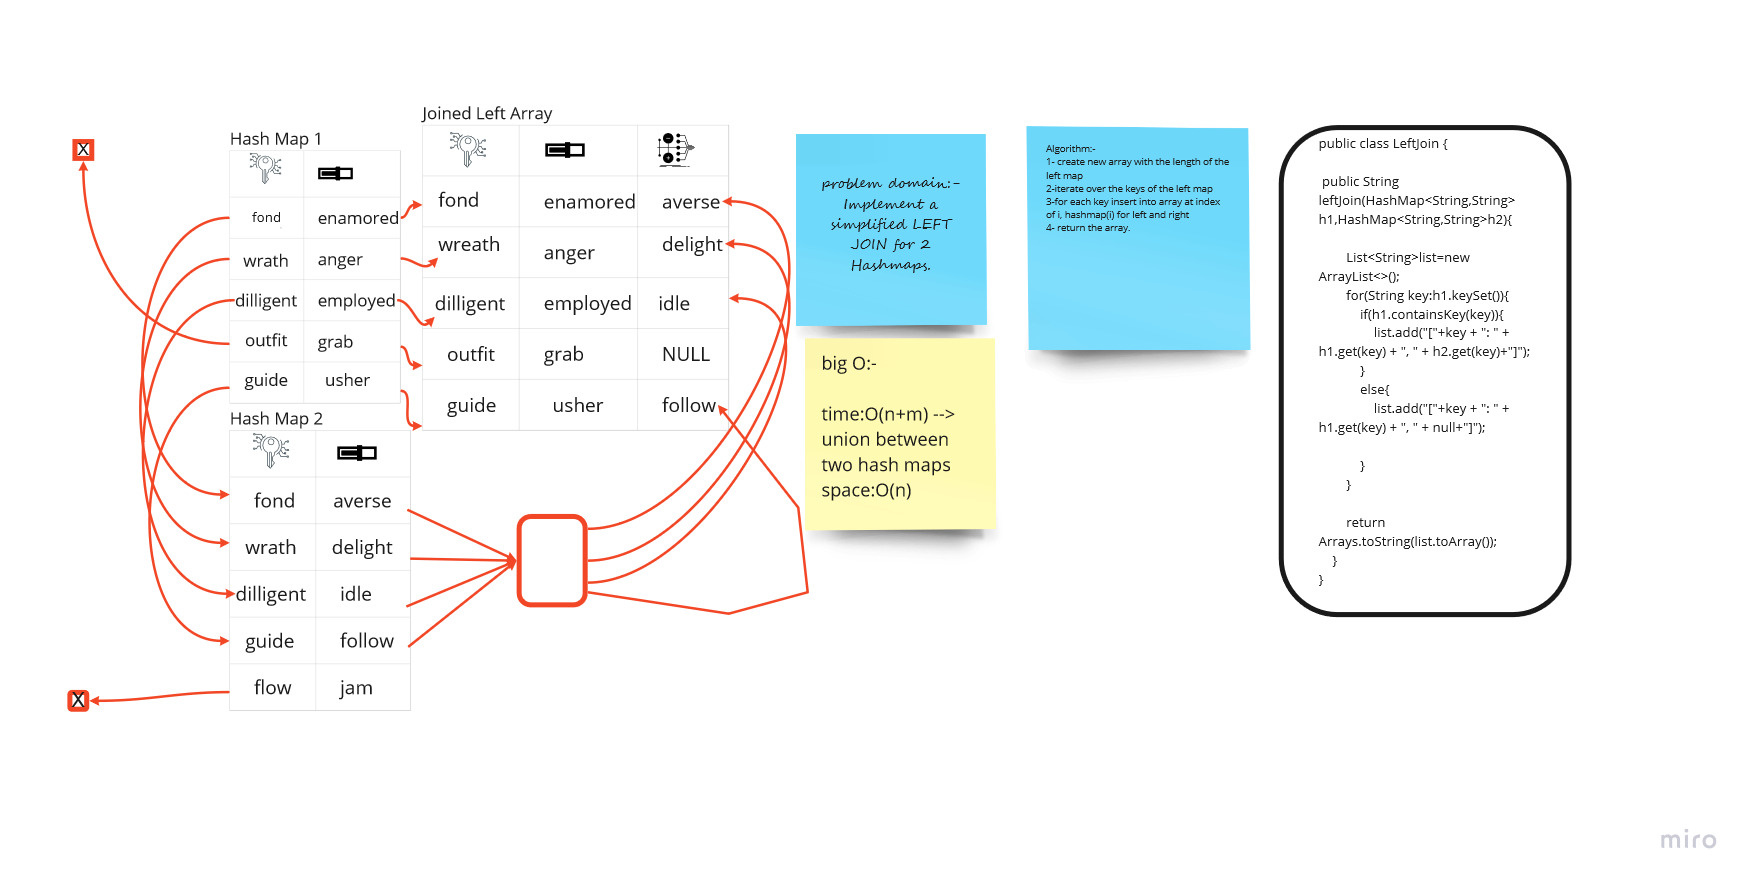 X
Hash Map 1
fond enamored
wrath anger
dilligent employed
outfit grab
guide usher
Hash Map 2
fond averse
wrath delight
dilligent idle
guide follow
flow jam
X
Joined Left Array
fond enamored averse
wreath anger delight
dilligent employed idle
outfit grab NULL
guide usher follow
problem domain:-
Implement a
simplified LEFT
JOIN for 2
Hashmaps.
big O:-
time:O(n+m) -->
union between
two hash maps
space:O(n)
Algorithm:-
1- create new array with the length of the
left map
2-iterate over the keys of the left map
3-for each key insert into array at index
of i, hashmap(i) for left and right
4- return the array.
public class LeftJoin {
public String
leftJoin(HashMap<String,String>
h1,HashMap<String,String>h2){
List<String>list=new
ArrayList<>();
for(String key:h1.keySet()){
if(h1.containsKey(key)){
list.add("["+key + ": " +
h1.get(key) + ", " + h2.get(key)+"]");
}
else{
list.add("["+key + ": " +
h1.get(key) + ", " + null+"]");
}
}
return
Arrays.toString(list.toArray());
}
}
miro